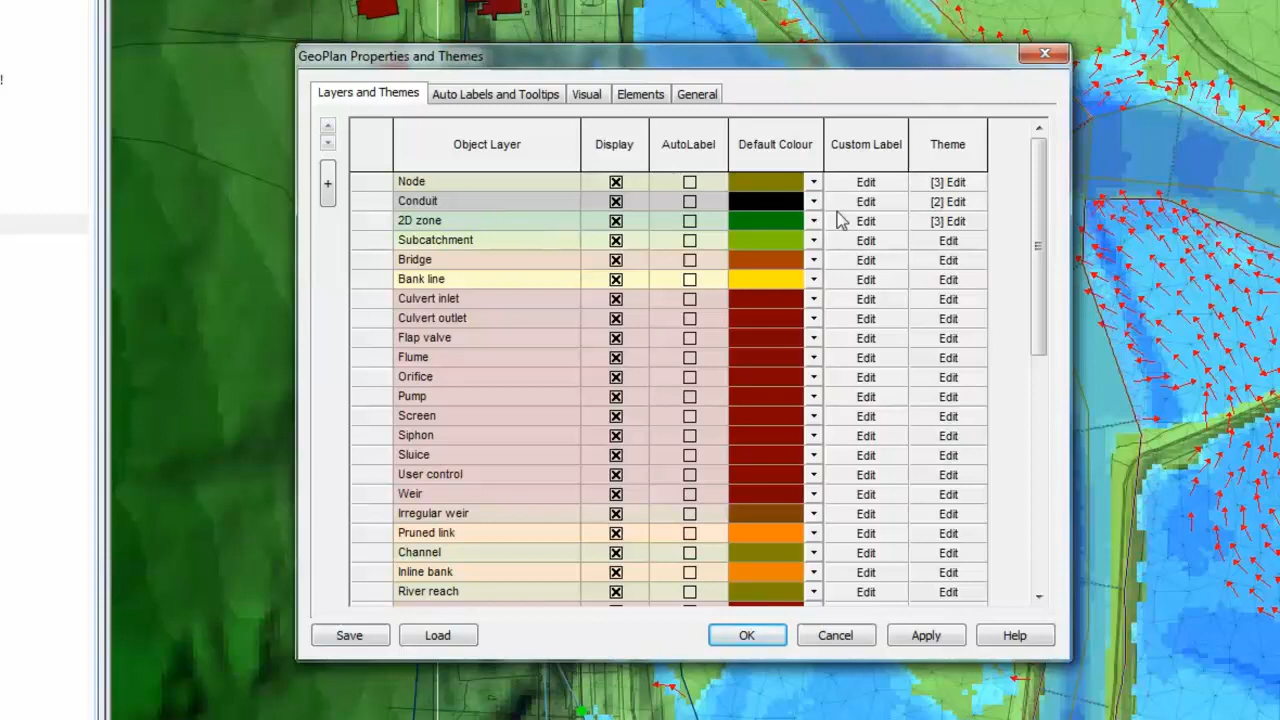 !
GeoPlan Properties and Themes
Layers and Themes Auto Labels and Tooltips Visual Elements General
Object Layer Display AutoLabel Default Colour Custom Label Theme
+
Node Edit [3] Edit
Conduit Edit [2] Edit
2D zone Edit [3] Edit
Subcatchment Edit Edit
Bridge Edit Edit
Bank line Edit Edit
Culvert inlet Edit Edit
Culvert outlet Edit Edit
Flap valve Edit Edit
Flume Edit Edit
Orifice Edit Edit
Pump Edit Edit
Screen Edit Edit
Siphon Edit Edit
Sluice Edit Edit
User control Edit Edit
Weir Edit Edit
Irregular weir Edit Edit
Pruned link Edit Edit
Channel Edit Edit
Inline bank Edit Edit
River reach Edit Edit
Save Load OK Cancel Apply Help